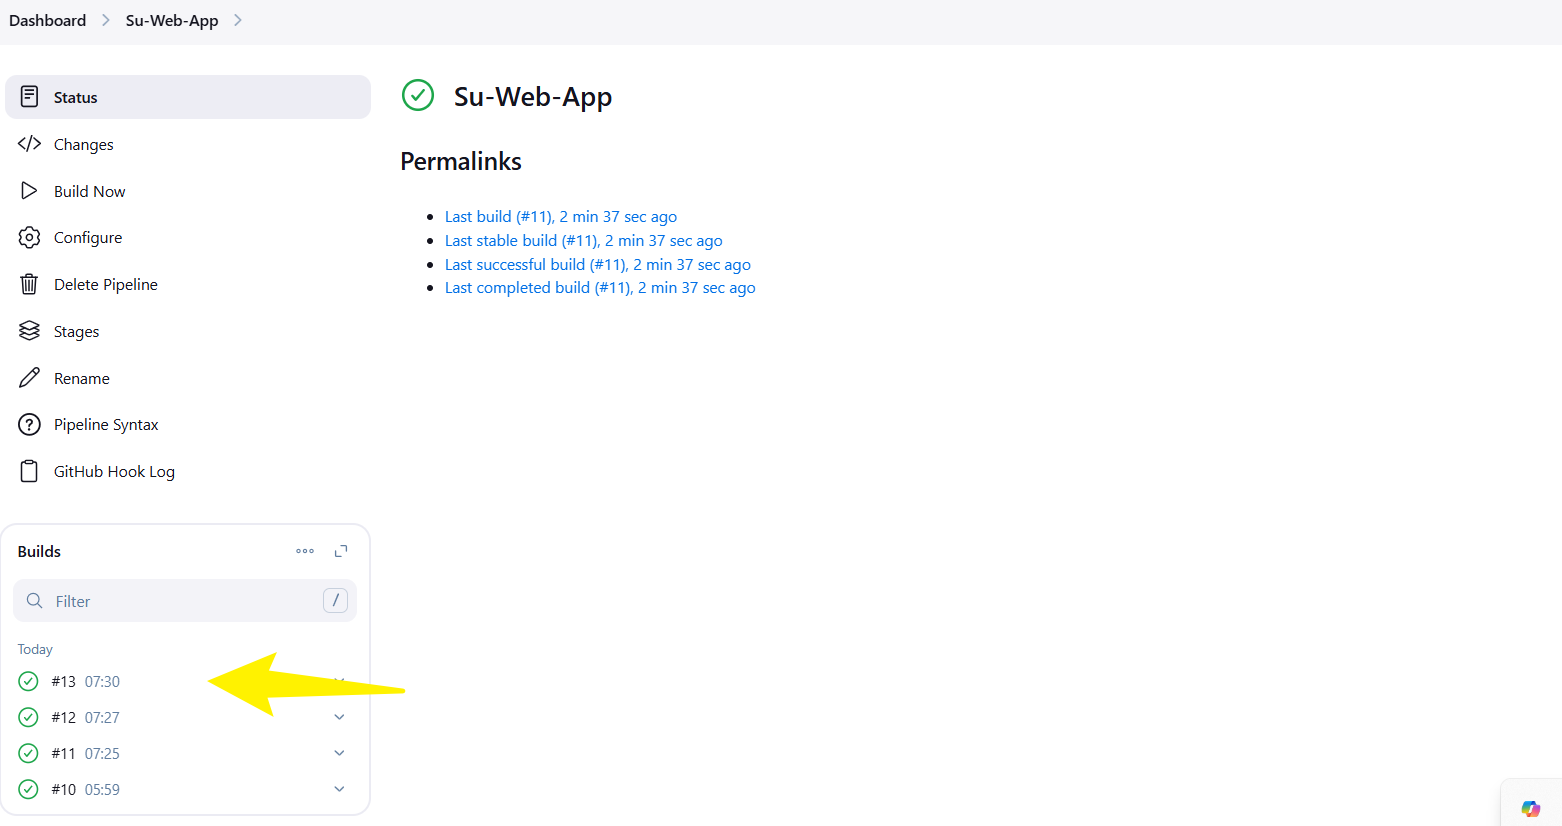 Dashboard Su-Web-App
Status
Changes
Build Now
Configure
Delete Pipeline
Stages
Rename
Pipeline Syntax
GitHub Hook Log
Su-Web-App
Permalinks
Last build (#11), 2 min 37 sec ago
Last stable build (#11), 2 min 37 sec ago
Last successful build (#11), 2 min 37 sec ago
Last completed build (#11), 2 min 37 sec ago
Builds
Filter /
Today
#13 07:30
#12 07:27
#11 07:25
#10 05:59